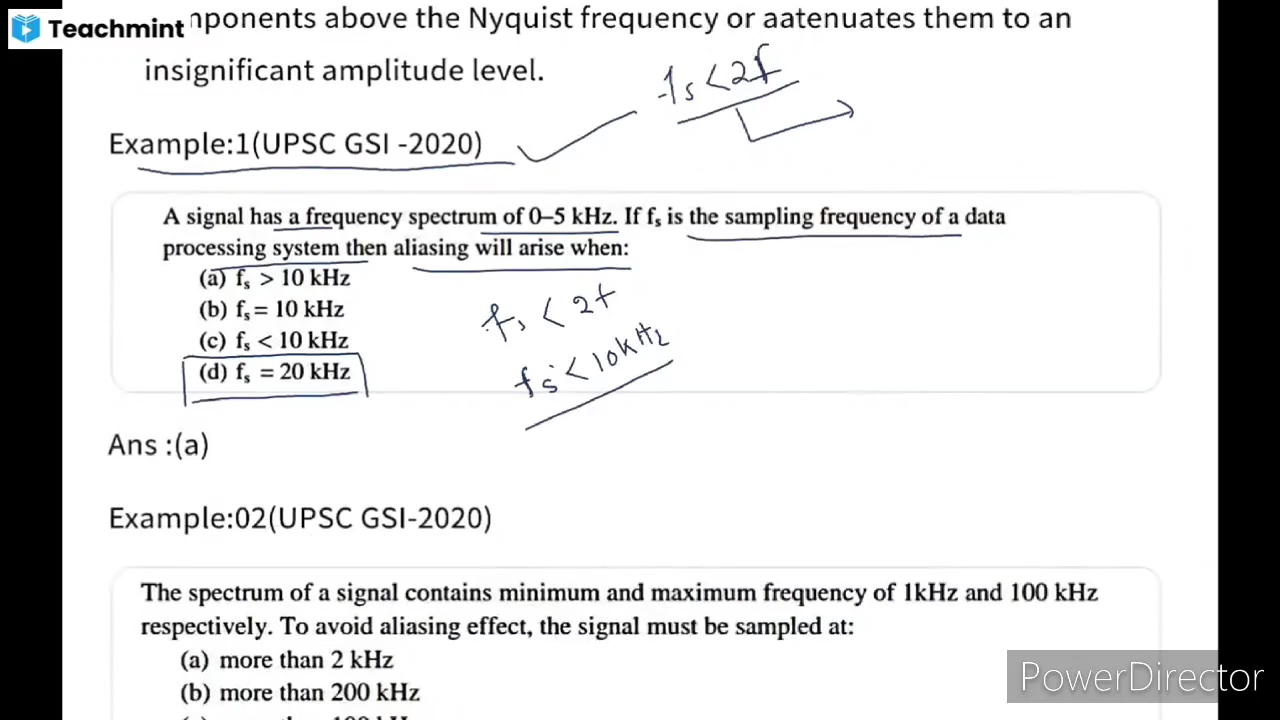 Teachmint
mponents above the Nyquist frequency or aatenuates them to an
insignificant amplitude level.
fs < 2f
Example:1(UPSC GSI -2020)
A signal has a frequency spectrum of 0–5 kHz. If fs is the sampling frequency of a data
processing system then aliasing will arise when:
(a) fs > 10 kHz
(b) fs = 10 kHz
(c) fs < 10 kHz
(d) fs = 20 kHz
fs < 2f
fs < 10kHz
Ans :(a)
Example:02(UPSC GSI-2020)
The spectrum of a signal contains minimum and maximum frequency of 1kHz and 100 kHz
respectively. To avoid aliasing effect, the signal must be sampled at:
(a) more than 2 kHz
(b) more than 200 kHz
PowerDirector